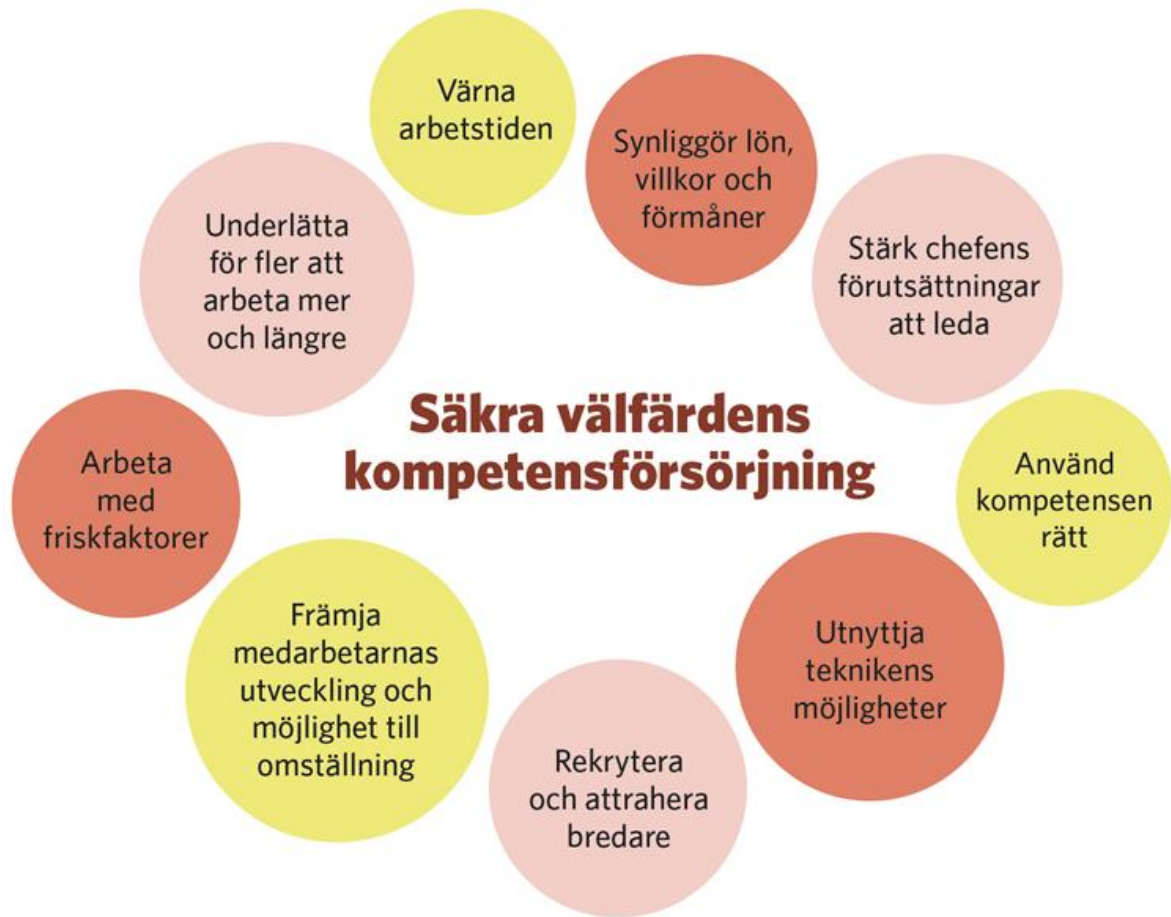 Värna
arbetstiden
Synliggör lön,
villkor och
förmåner
Stärk chefens
förutsättningar
att leda
Använd
kompetensen
rätt
Utnyttja
teknikens
möjligheter
Rekrytera
och attrahera
bredare
Främja
medarbetarnas
utveckling och
möjlighet till
omställning
Arbeta
med
friskfaktorer
Underlätta
för fler att
arbeta mer
och längre
Säkra välfärdens
kompetensförsörjning